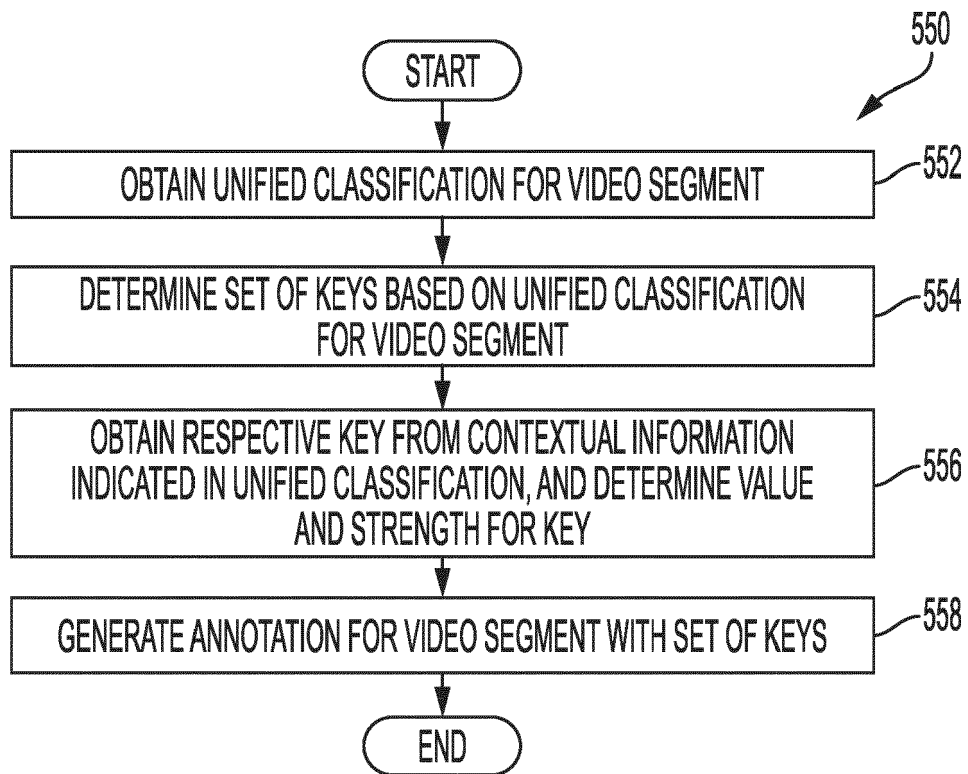 550
START
OBTAIN UNIFIED CLASSIFICATION FOR VIDEO SEGMENT
552
DETERMINE SET OF KEYS BASED ON UNIFIED CLASSIFICATION
FOR VIDEO SEGMENT
554
OBTAIN RESPECTIVE KEY FROM CONTEXTUAL INFORMATION
INDICATED IN UNIFIED CLASSIFICATION, AND DETERMINE VALUE
AND STRENGTH FOR KEY
556
GENERATE ANNOTATION FOR VIDEO SEGMENT WITH SET OF KEYS
558
END